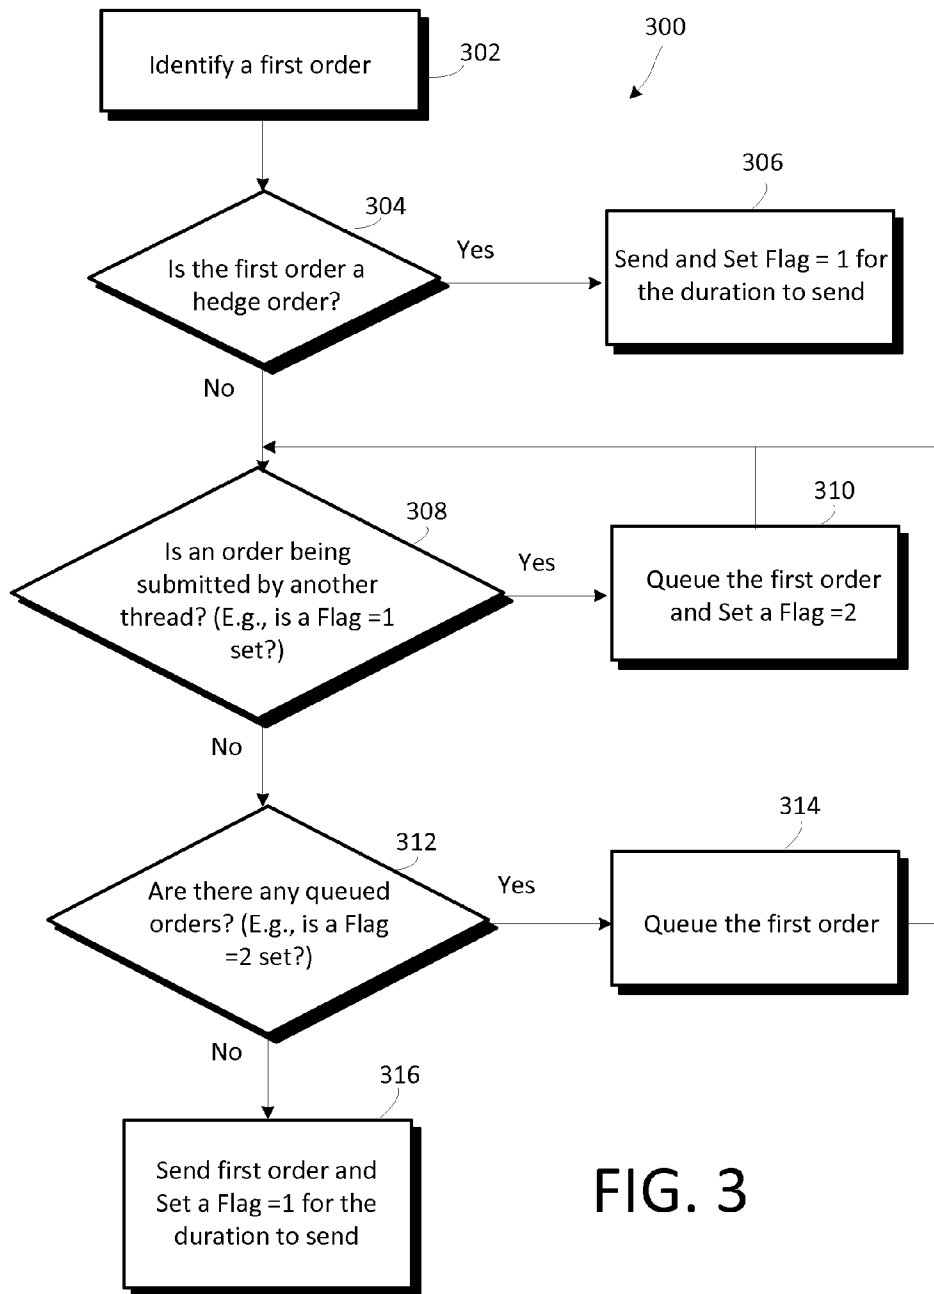 Identify a first order
302
300
304
Is the first order a
hedge order?
Yes
306
Send and Set Flag = 1 for
the duration to send
No
308
Is an order being
submitted by another
thread? (E.g., is a Flag =1
set?)
Yes
310
Queue the first order
and Set a Flag =2
No
312
Are there any queued
orders? (E.g., is a Flag
=2 set?)
Yes
314
Queue the first order
No
316
Send first order and
Set a Flag =1 for the
duration to send
FIG. 3